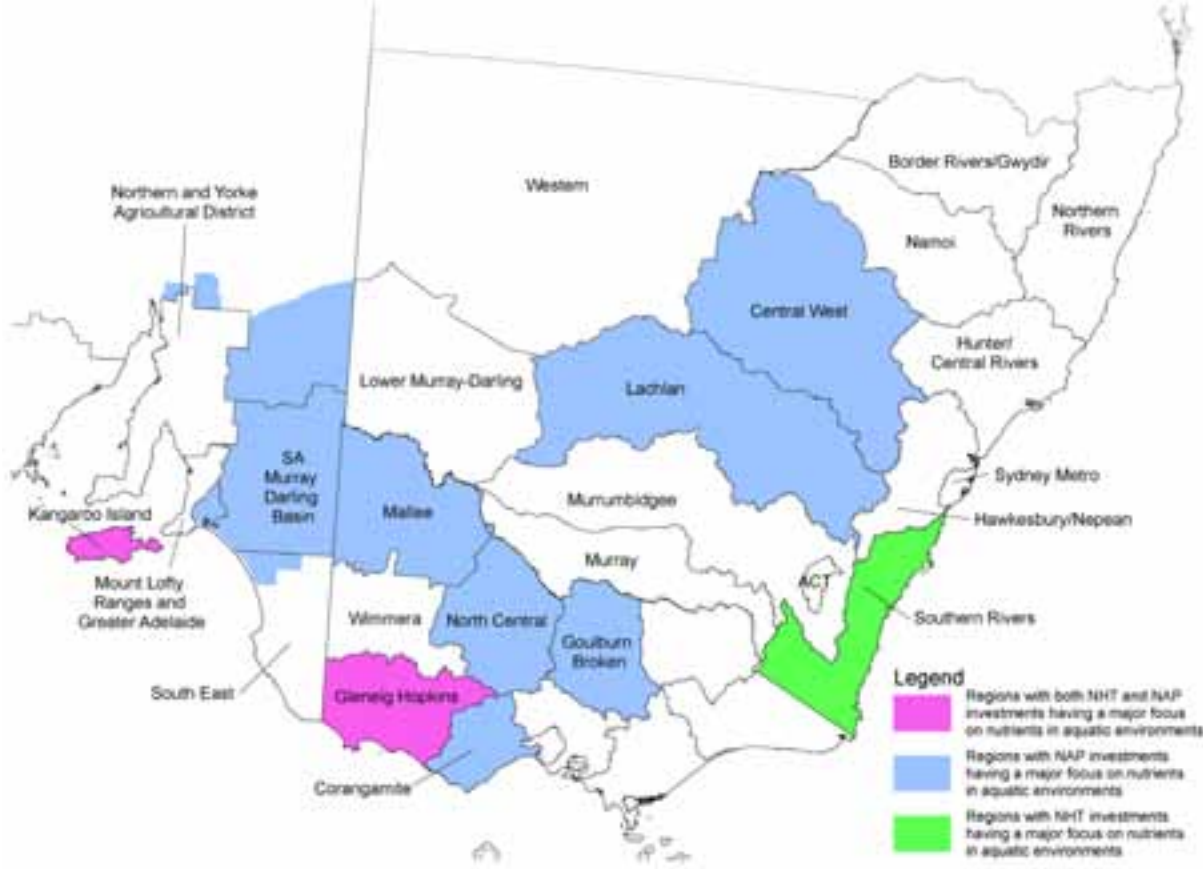 Northern and Yorke
Agricultural District
Western
Border Rivers/Gwydir
Northern
Rivers
Namoi
Central West
Hunter/
Central Rivers
Lower Murray-Darling
Lachlan
SA
Murray
Darling
Basin
Mallee
Murrumbidgee
Sydney Metro
Hawkesbury/Nepean
Kangaroo Island
Murray
ACT
Mount Lofty
Ranges and
Greater Adelaide
Wimmera
North Central
Goulburn
Broken
Southern Rivers
South East
Glenelg Hopkins
Corangamite
Legend
Regions with both NHT and NAP
investments having a major focus
on nutrients in aquatic environments
Regions with NAP investments
having a major focus on nutrients
in aquatic environments
Regions with NHT investments
having a major focus on nutrients
in aquatic environments